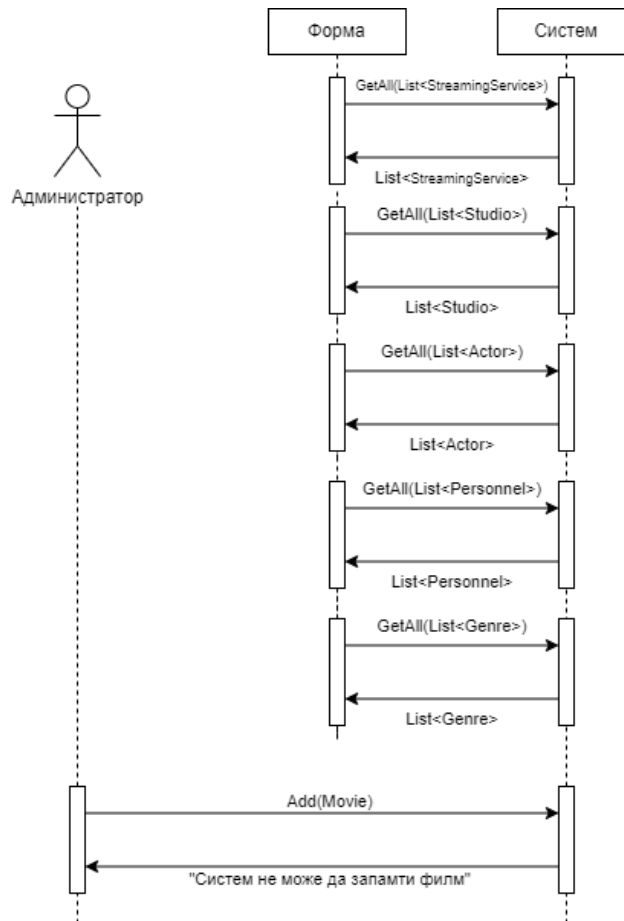 Форма
Систем
GetAll(List<StreamingService>)
List<StreamingService>
Администратор
GetAll(List<Studio>)
List<Studio>
GetAll(List<Actor>)
List<Actor>
GetAll(List<Personnel>)
List<Personnel>
GetAll(List<Genre>)
List<Genre>
Add(Movie)
"Систем не може да запамти филм"